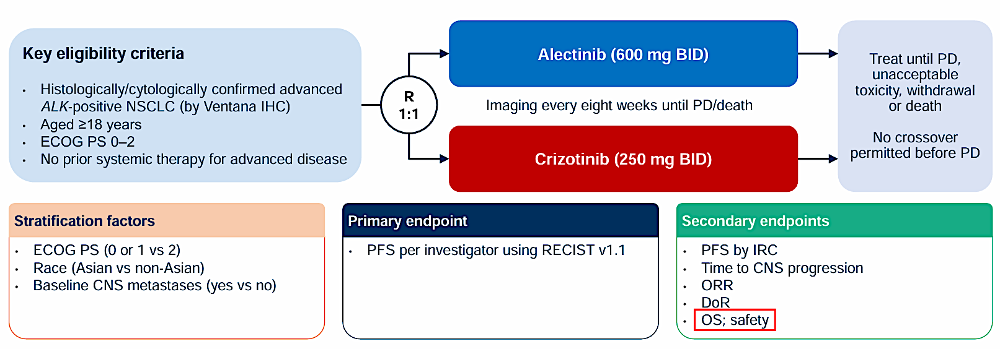 Key eligibility criteria
• Histologically/cytologically confirmed advanced
ALK-positive NSCLC (by Ventana IHC)
• Aged ≥18 years
• ECOG PS 0–2
• No prior systemic therapy for advanced disease
R
1:1
Alectinib (600 mg BID)
Imaging every eight weeks until PD/death
Crizotinib (250 mg BID)
Treat until PD,
unacceptable
toxicity, withdrawal
or death
No crossover
permitted before PD
Stratification factors
• ECOG PS (0 or 1 vs 2)
• Race (Asian vs non-Asian)
• Baseline CNS metastases (yes vs no)
Primary endpoint
• PFS per investigator using RECIST v1.1
Secondary endpoints
• PFS by IRC
• Time to CNS progression
• ORR
• DoR
• OS; safety